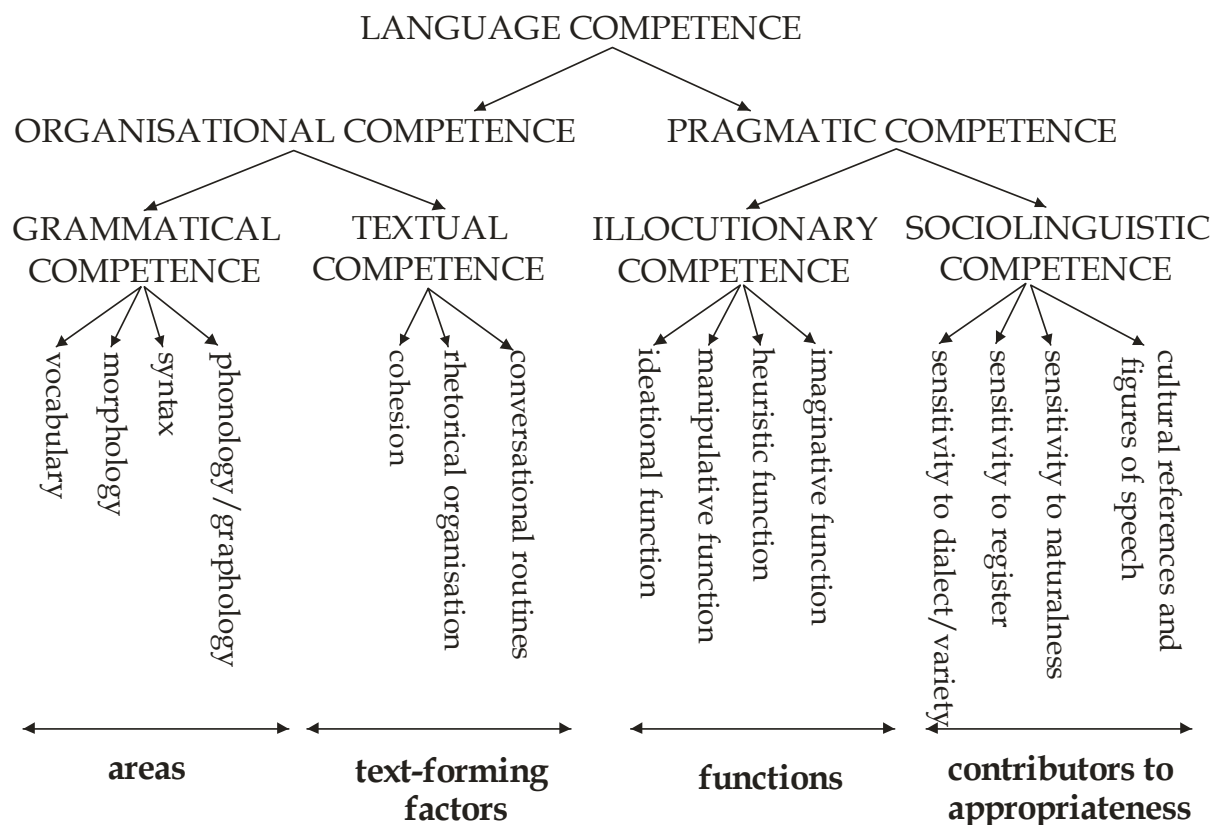 LANGUAGE COMPETENCE
ORGANISATIONAL COMPETENCE
PRAGMATIC COMPETENCE
GRAMMATICAL
COMPETENCE
TEXTUAL
COMPETENCE
ILLOCUTIONARY
COMPETENCE
SOCIOLINGUISTIC
COMPETENCE
vocabulary
morphology
syntax
phonology/graphology
cohesion
rhetorical organisation
conversational routines
ideational function
manipulative function
heuristic function
imaginative function
sensitivity to dialect/variety
sensitivity to register
sensitivity to naturalness
cultural references and
figures of speech
areas
text-forming
factors
functions
contributors to
appropriateness